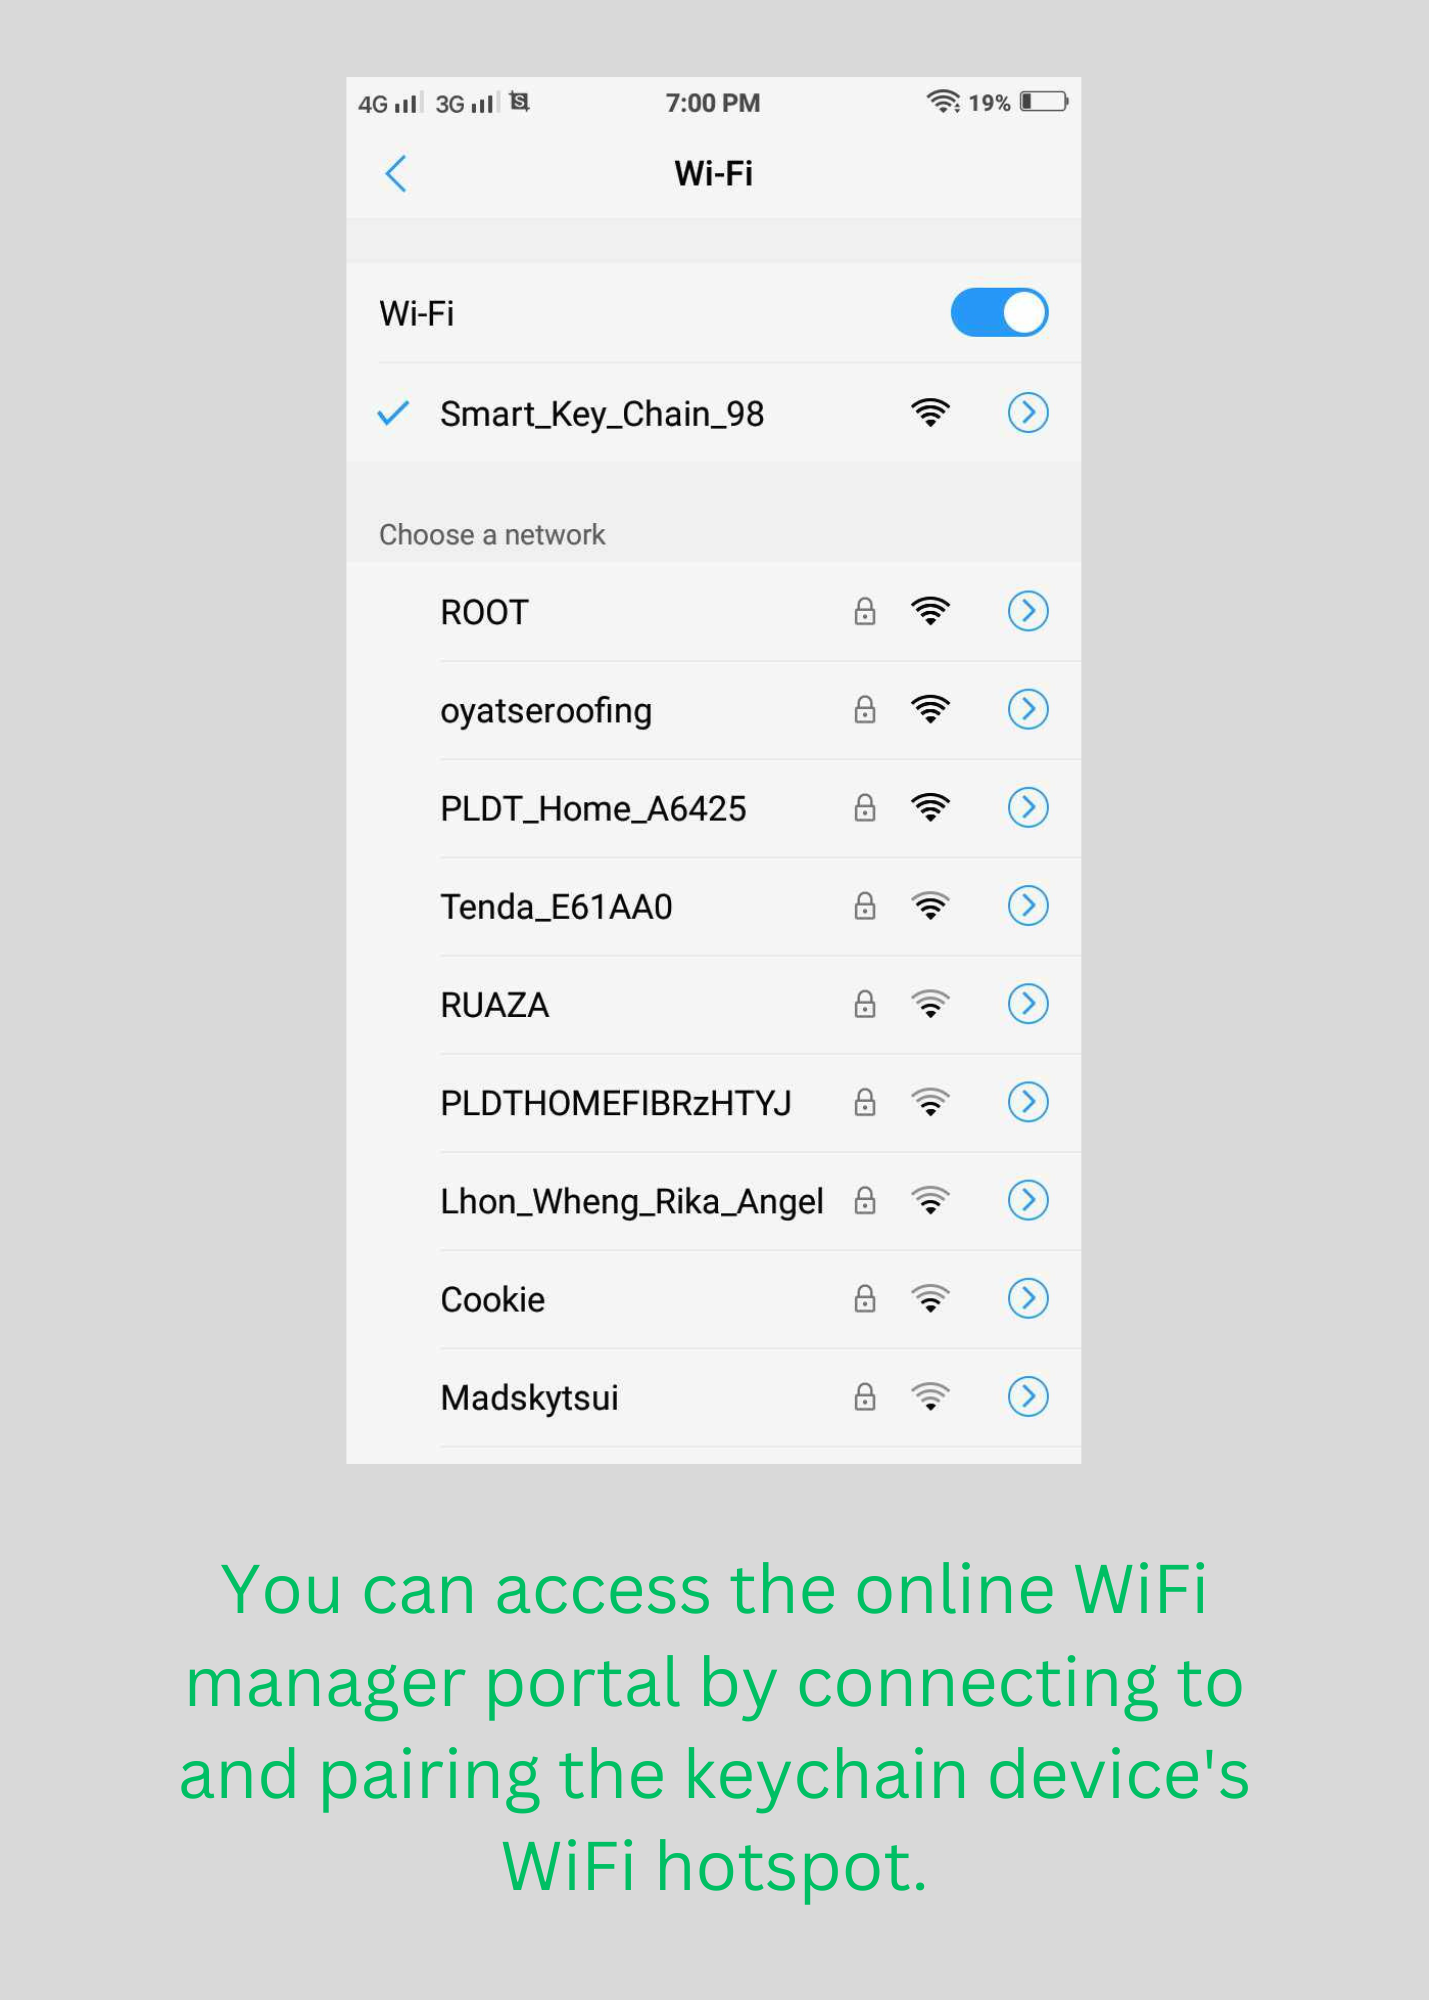 4G 3G 7:00 PM 19%
Wi-Fi
Wi-Fi
Smart_Key_Chain_98
Choose a network
ROOT
oyatseroofing
PLDT_Home_A6425
Tenda_E61AA0
RUAZA
PLDTHOMEFIBRzHTYJ
Lhon_Wheng_Rika_Angel
Cookie
Madskytsui
You can access the online WiFi
manager portal by connecting to
and pairing the keychain device's
WiFi hotspot.